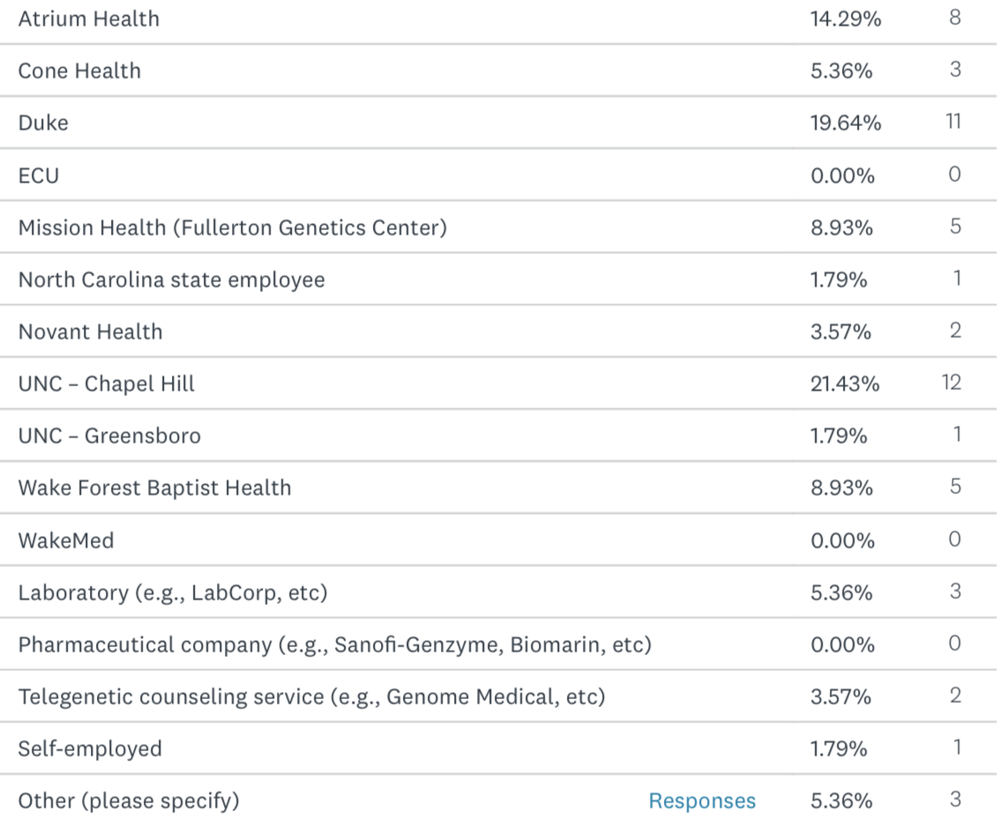 Atrium Health 14.29% 8
Cone Health 5.36% 3
Duke 19.64% 11
ECU 0.00% 0
Mission Health (Fullerton Genetics Center) 8.93% 5
North Carolina state employee 1.79% 1
Novant Health 3.57% 2
UNC – Chapel Hill 21.43% 12
UNC – Greensboro 1.79% 1
Wake Forest Baptist Health 8.93% 5
WakeMed 0.00% 0
Laboratory (e.g., LabCorp, etc) 5.36% 3
Pharmaceutical company (e.g., Sanofi-Genzyme, Biomarin, etc) 0.00% 0
Telegenetic counseling service (e.g., Genome Medical, etc) 3.57% 2
Self-employed 1.79% 1
Other (please specify) Responses 5.36% 3